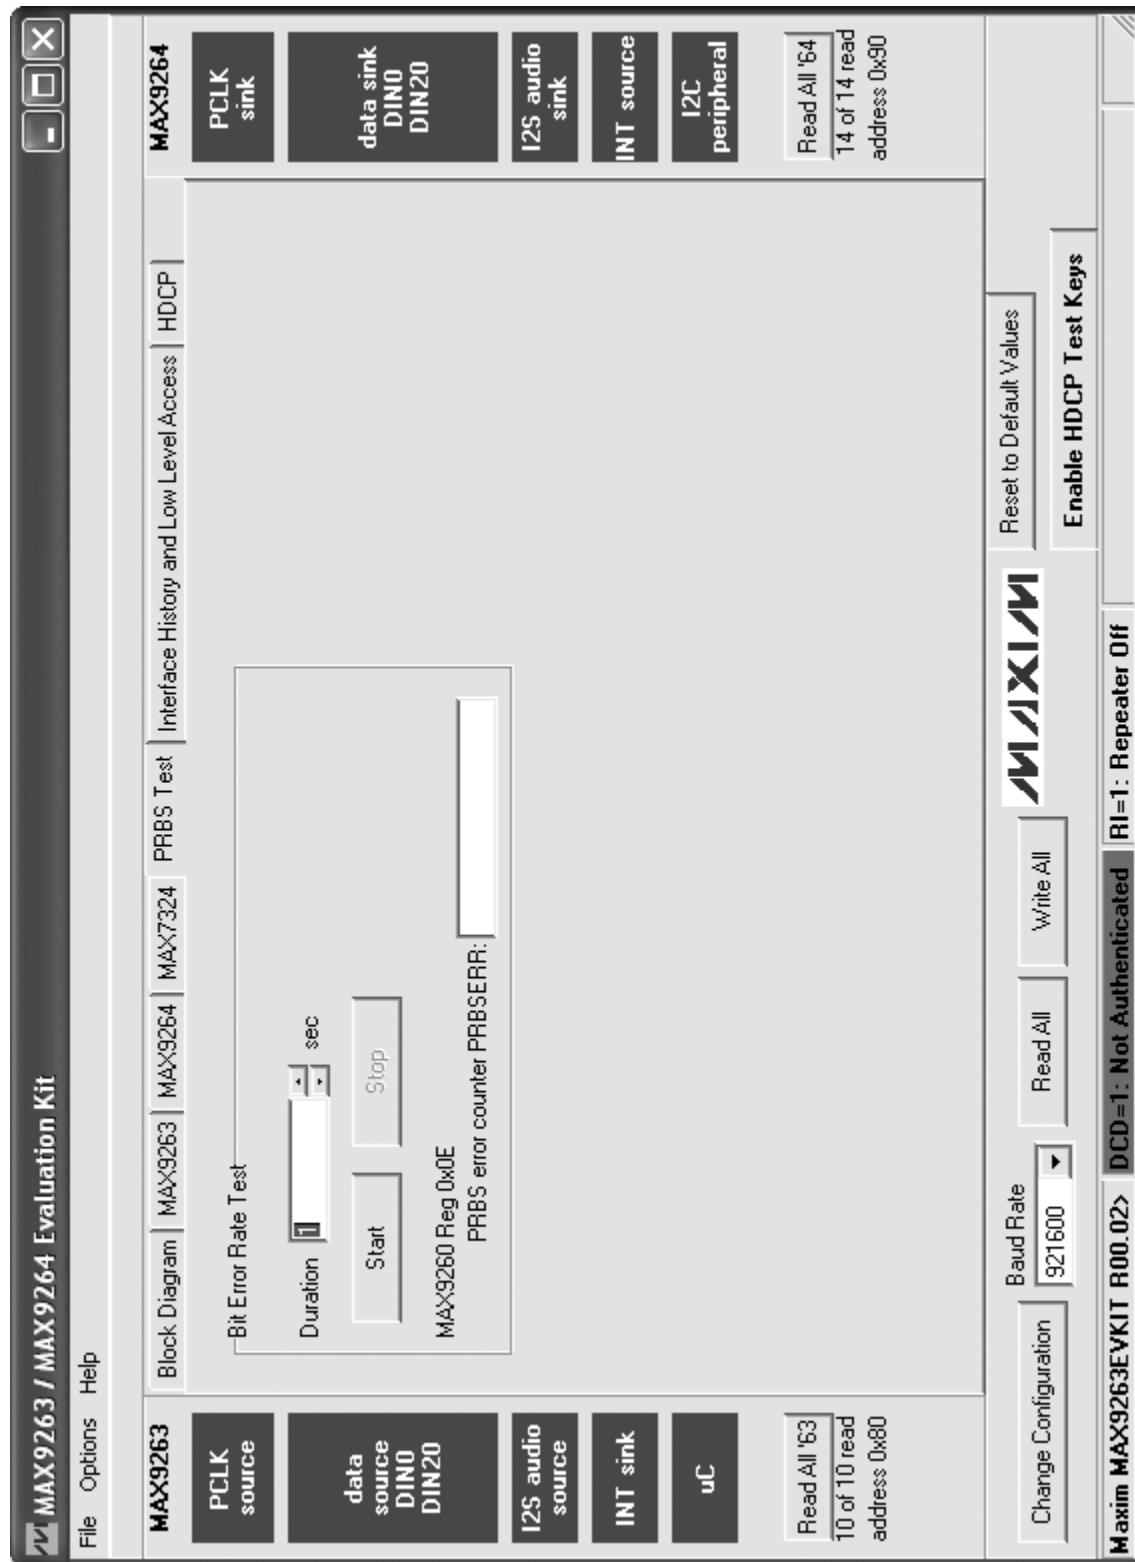 MAX9263 / MAX9264 Evaluation Kit
File Options Help
MAX9263
PCLK
source
data
source
DIN0
DIN20
I2S audio
source
INT sink
uC
Read All '63
10 of 10 read
address 0x80
Block Diagram MAX9263 MAX9264 MAX7324 PRBS Test Interface History and Low Level Access HDCP
Bit Error Rate Test
Duration 1 sec
Start Stop
MAX9260 Reg 0x0E
PRBS error counter PRBSERR:
MAX9264
PCLK
sink
data sink
DIN0
DIN20
I2S audio
sink
INT source
I2C
peripheral
Read All '64
14 of 14 read
address 0x90
Change Configuration
Baud Rate
921600
Read All
Write All
MAXIM
Reset to Default Values
Enable HDCP Test Keys
Maxim MAX9263EVKIT R00.02> DCD=1: Not Authenticated RI=1: Repeater Off